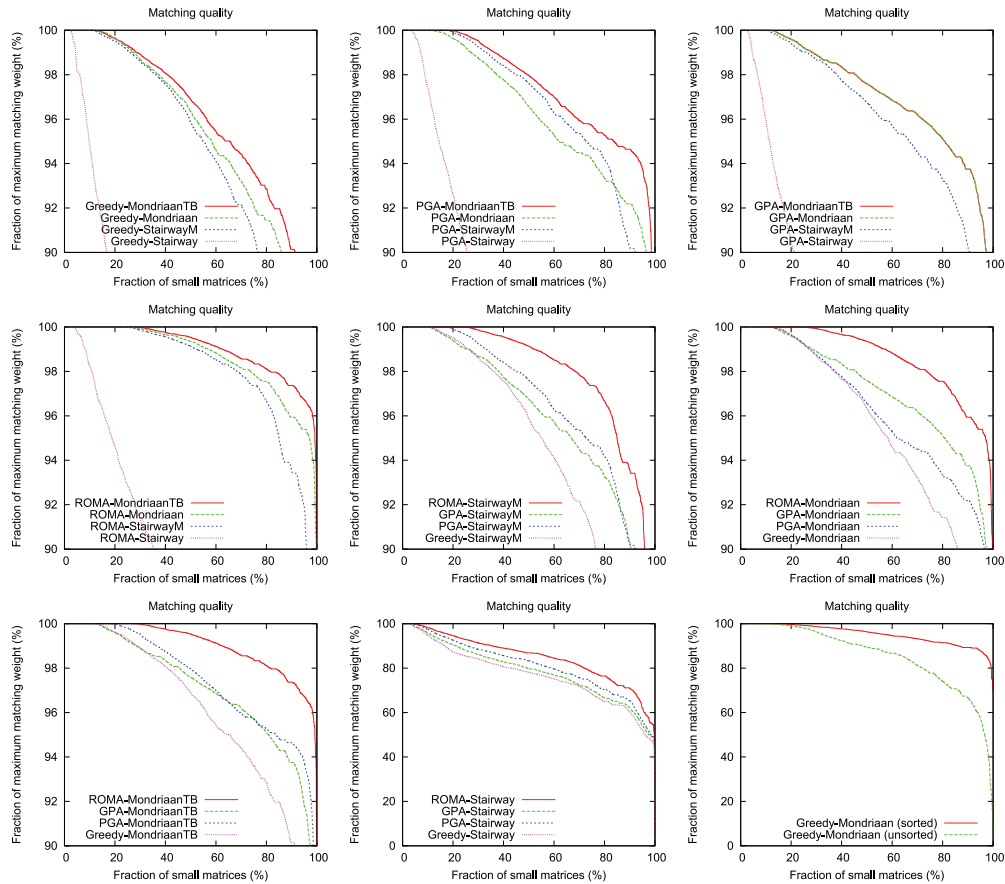 Matching quality
Fraction of maximum matching weight (%)
100
98
96
94
92
90
Greedy-MondriaanTB
Greedy-Mondriaan
Greedy-StairwayM
Greedy-Stairway
0 20 40 60 80 100
Fraction of small matrices (%)
Matching quality
Fraction of maximum matching weight (%)
100
98
96
94
92
90
PGA-MondriaanTB
PGA-Mondriaan
PGA-StairwayM
PGA-Stairway
0 20 40 60 80 100
Fraction of small matrices (%)
Matching quality
Fraction of maximum matching weight (%)
100
98
96
94
92
90
GPA-MondriaanTB
GPA-Mondriaan
GPA-StairwayM
GPA-Stairway
0 20 40 60 80 100
Fraction of small matrices (%)
Matching quality
Fraction of maximum matching weight (%)
100
98
96
94
92
90
ROMA-MondriaanTB
ROMA-Mondriaan
ROMA-StairwayM
ROMA-Stairway
0 20 40 60 80 100
Fraction of small matrices (%)
Matching quality
Fraction of maximum matching weight (%)
100
98
96
94
92
90
ROMA-StairwayM
GPA-StairwayM
PGA-StairwayM
Greedy-StairwayM
0 20 40 60 80 100
Fraction of small matrices (%)
Matching quality
Fraction of maximum matching weight (%)
100
98
96
94
92
90
ROMA-Mondriaan
GPA-Mondriaan
PGA-Mondriaan
Greedy-Mondriaan
0 20 40 60 80 100
Fraction of small matrices (%)
Matching quality
Fraction of maximum matching weight (%)
100
98
96
94
92
90
ROMA-MondriaanTB
GPA-MondriaanTB
PGA-MondriaanTB
Greedy-MondriaanTB
0 20 40 60 80 100
Fraction of small matrices (%)
Matching quality
Fraction of maximum matching weight (%)
100
80
60
40
20
0
ROMA-Stairway
GPA-Stairway
PGA-Stairway
Greedy-Stairway
0 20 40 60 80 100
Fraction of small matrices (%)
Matching quality
Fraction of maximum matching weight (%)
100
80
60
40
20
0
Greedy-Mondriaan (sorted)
Greedy-Mondriaan (unsorted)
0 20 40 60 80 100
Fraction of small matrices (%)